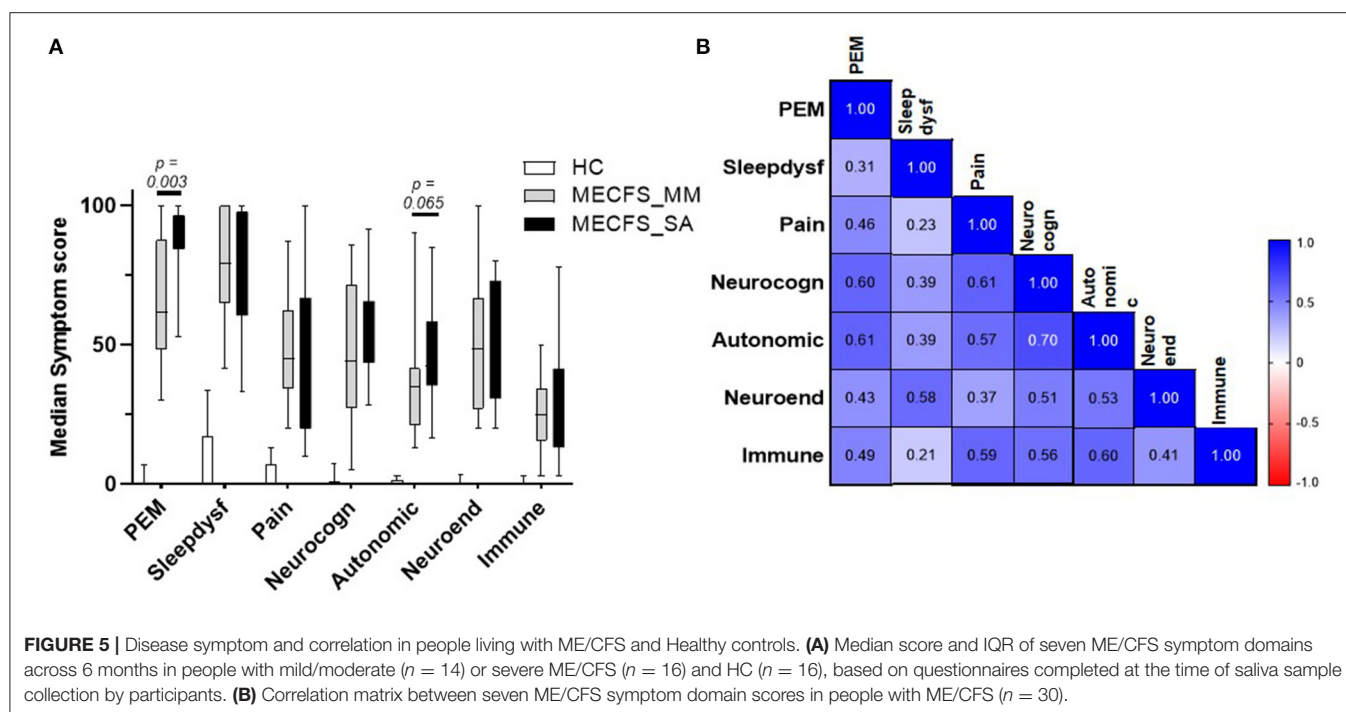 A
B
p =
0.003
p =
0.065
HC
MECFS_MM
MECFS_SA
Median Symptom score
100
50
0
PEM
Sleepdysf
Pain
Neurocogn
Autonomic
Neuroend
Immune
PEM
Sleep
dysf
Pain
Neuro
cogn
Auto
nomi
c
Neuro
end
Immune
PEM 1.00
Sleepdysf 0.31 1.00
Pain 0.46 0.23 1.00
Neurocogn 0.60 0.39 0.61 1.00
Autonomic 0.61 0.39 0.57 0.70 1.00
Neuroend 0.43 0.58 0.37 0.51 0.53 1.00
Immune 0.49 0.21 0.59 0.56 0.60 0.41 1.00
1.0
0.5
0
-0.5
-1.0
FIGURE 5 | Disease symptom and correlation in people living with ME/CFS and Healthy controls. (A) Median score and IQR of seven ME/CFS symptom domains
across 6 months in people with mild/moderate (n = 14) or severe ME/CFS (n = 16) and HC (n = 16), based on questionnaires completed at the time of saliva sample
collection by participants. (B) Correlation matrix between seven ME/CFS symptom domain scores in people with ME/CFS (n = 30).